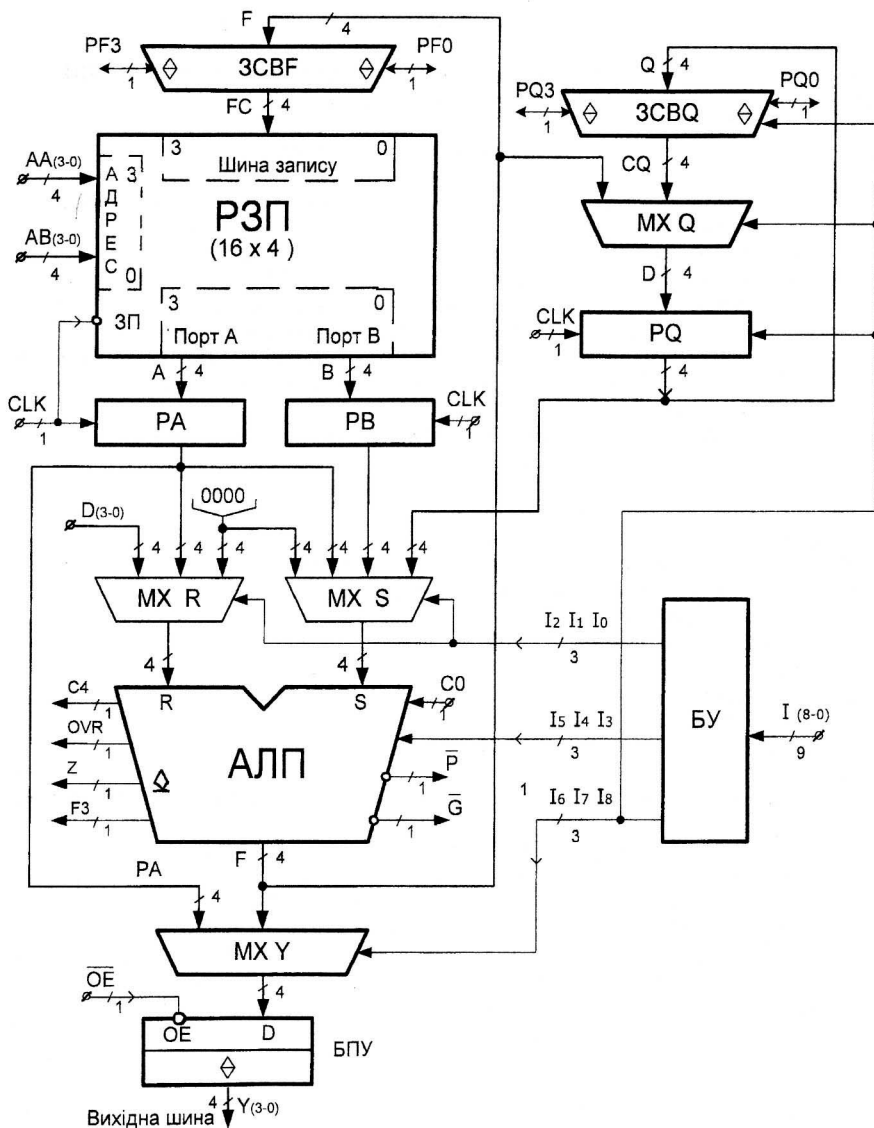 F 4
PF3 1 ЗСВF PF0 1
FC 4
Q 4
PQ3 1 ЗСВQ PQ0 1
CQ 4
MX Q
D 4
CLK 1 PQ
4
AA(3-0) 4
AB(3-0) 4
АДРЕС 3 0
3 Шина запису 0
РЗП
(16 х 4 )
3 0
ЗП
Порт А Порт В
A 4 B 4
CLK 1 PA PB CLK 1
0000
D(3-0)
4 4 4 4 4 4 4
MX R MX S
4 4
I2 I1 I0
3
R S
C0 1
C4 1
OVR 1
Z 1
F3 1
АЛП
P̅ 1
G̅ 1
I5 I4 I3
3
1
I6 I7 I8
3
БУ
I (8-0)
9
F 4
PA 4
MX Y
4
O̅E̅ 1
OE D
БПУ
4 Y(3-0)
Вихідна шина